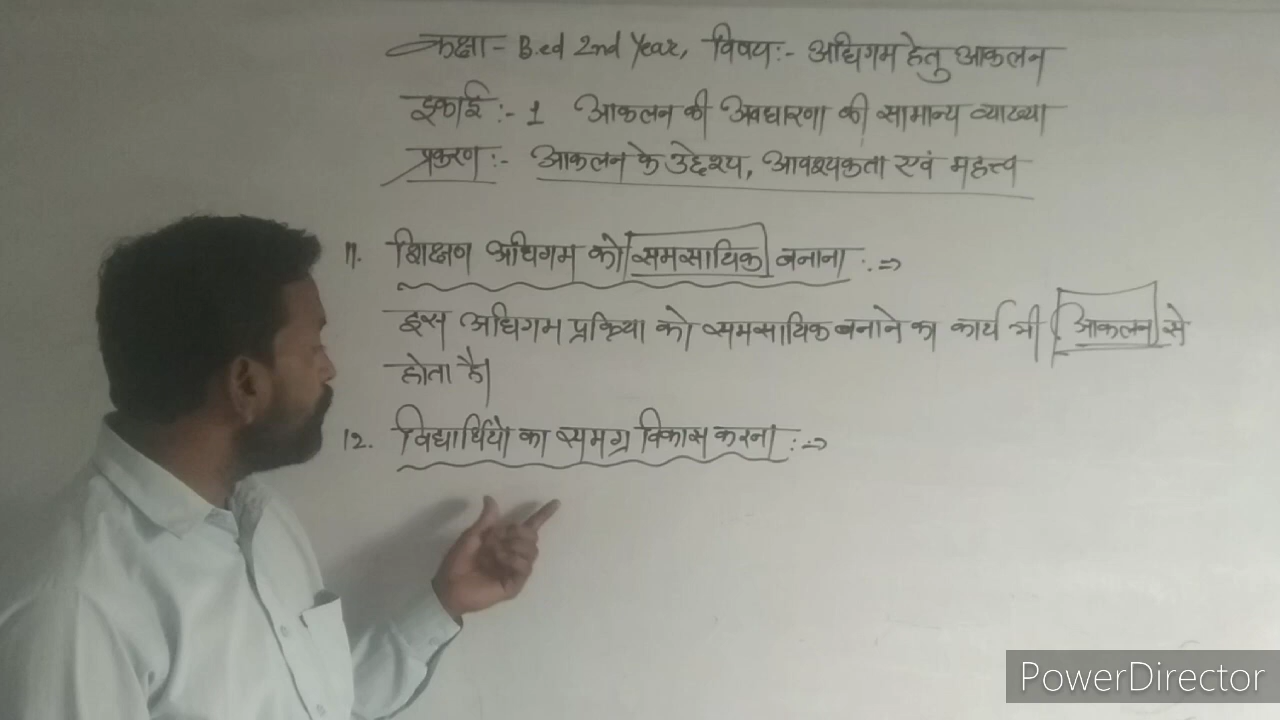 कक्षा - B.ed 2nd Year, विषय :- अधिगम हेतु आकलन
इकाई :- 1 आकलन की अवधारणा की सामान्य व्याख्या
प्रकरण :- आकलन के उद्देश्य, आवश्यकता एवं महत्त्व
11. शिक्षण अधिगम को समसायिक बनाना :⇒
इस अधिगम प्रक्रिया को समसायिक बनाने का कार्य भी आकलन से
होता है।
12. विद्यार्थियो का समग्र विकास करना :⇒
PowerDirector